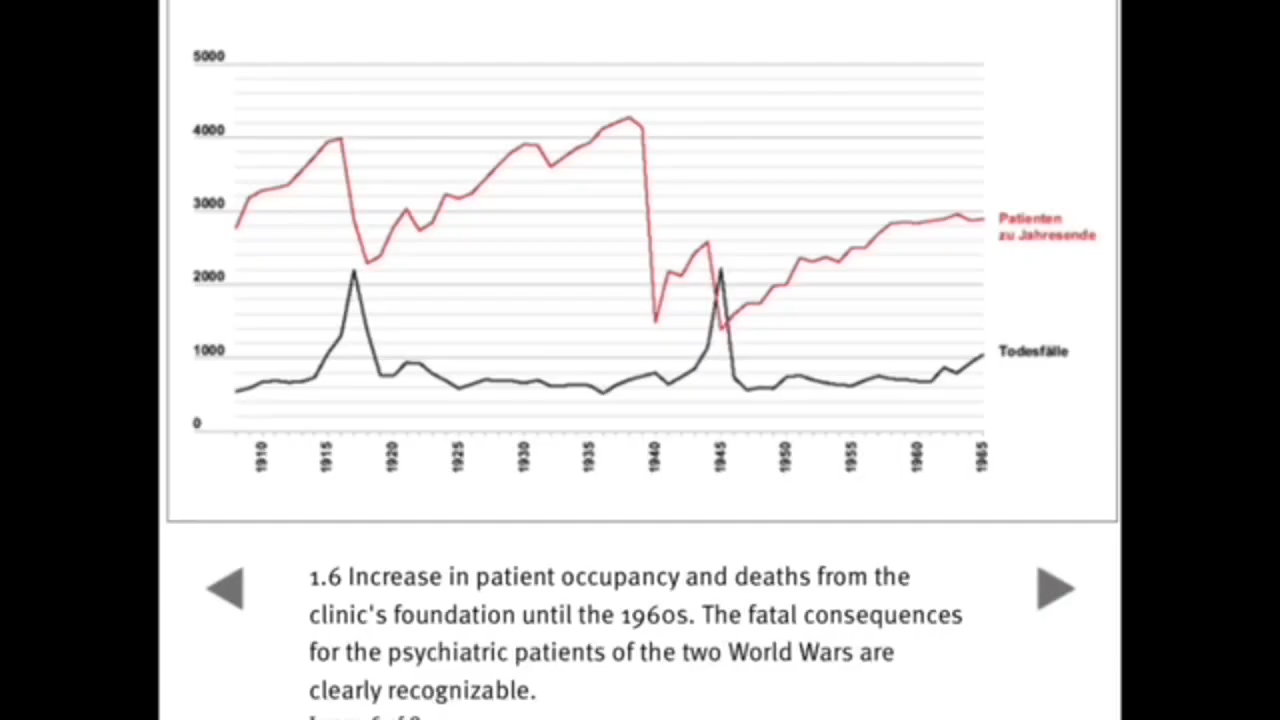 5000
4000
3000
2000
1000
0
Patienten
zu Jahresende
Todesfälle
1910
1915
1920
1925
1930
1935
1940
1945
1950
1955
1960
1965
1.6 Increase in patient occupancy and deaths from the
clinic's foundation until the 1960s. The fatal consequences
for the psychiatric patients of the two World Wars are
clearly recognizable.